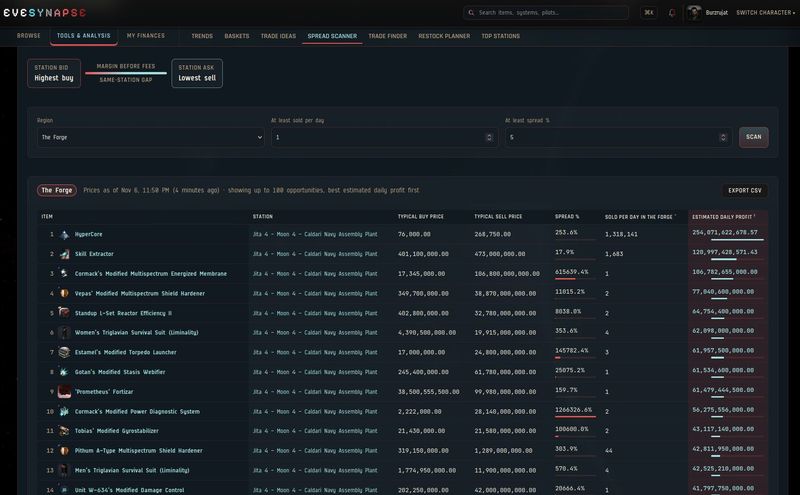 EVESYNAPSE
Search items, systems, pilots...
⌘K
Burzrujat
SWITCH CHARACTER
BROWSE
TOOLS & ANALYSIS
MY FINANCES
TRENDS
BASKETS
TRADE IDEAS
SPREAD SCANNER
TRADE FINDER
RESTOCK PLANNER
TOP STATIONS
STATION BID
Highest buy
MARGIN BEFORE FEES
SAME-STATION GAP
STATION ASK
Lowest sell
Region
The Forge
At least sold per day
1
At least spread %
5
SCAN
The Forge Prices as of Nov 6, 11:50 PM (4 minutes ago) · showing up to 100 opportunities, best estimated daily profit first
EXPORT CSV
ITEM STATION TYPICAL BUY PRICE TYPICAL SELL PRICE SPREAD % SOLD PER DAY IN THE FORGE ESTIMATED DAILY PROFIT
1 HyperCore Jita 4 - Moon 4 - Caldari Navy Assembly Plant 76,000.00 268,750.00 253.6% 1,318,141 254,071,622,678.57
2 Skill Extractor Jita 4 - Moon 4 - Caldari Navy Assembly Plant 401,100,000.00 473,000,000.00 17.9% 1,683 120,997,428,571.43
3 Cormack's Modified Multispectrum Energized Membrane Jita 4 - Moon 4 - Caldari Navy Assembly Plant 17,345,000.00 106,800,000,000.00 615639.4% 1 106,782,655,000.00
4 Vepas' Modified Multispectrum Shield Hardener Jita 4 - Moon 4 - Caldari Navy Assembly Plant 349,700,000.00 38,870,000,000.00 11015.2% 2 77,040,600,000.00
5 Standup L-Set Reactor Efficiency II Jita 4 - Moon 4 - Caldari Navy Assembly Plant 402,800,000.00 32,780,000,000.00 8038.0% 2 64,754,400,000.00
6 Women's Triglavian Survival Suit (Liminality) Jita 4 - Moon 4 - Caldari Navy Assembly Plant 4,390,500,000.00 19,915,000,000.00 353.6% 4 62,098,000,000.00
7 Estamel's Modified Torpedo Launcher Jita 4 - Moon 4 - Caldari Navy Assembly Plant 17,000,000.00 24,800,000,000.00 145782.4% 3 61,957,500,000.00
8 Gotan's Modified Stasis Webifier Jita 4 - Moon 4 - Caldari Navy Assembly Plant 245,400,000.00 61,780,000,000.00 25075.2% 1 61,534,600,000.00
9 'Prometheus' Fortizar Jita 4 - Moon 4 - Caldari Navy Assembly Plant 38,500,555,500.00 99,980,000,000.00 159.7% 1 61,479,444,500.00
10 Cormack's Modified Power Diagnostic System Jita 4 - Moon 4 - Caldari Navy Assembly Plant 2,222,000.00 28,140,000,000.00 1266326.6% 2 56,275,556,000.00
11 Tobias' Modified Gyrostabilizer Jita 4 - Moon 4 - Caldari Navy Assembly Plant 21,430,000.00 21,580,000,000.00 100600.0% 2 43,117,140,000.00
12 Pithum A-Type Multispectrum Shield Hardener Jita 4 - Moon 4 - Caldari Navy Assembly Plant 319,150,000.00 1,289,000,000.00 303.9% 44 42,811,950,000.00
13 Men's Triglavian Survival Suit (Liminality) Jita 4 - Moon 4 - Caldari Navy Assembly Plant 1,774,950,000.00 11,900,000,000.00 570.4% 4 42,525,210,000.00
14 Unit W-634's Modified Damage Control Jita 4 - Moon 4 - Caldari Navy Assembly Plant 202,250,000.00 42,000,000,000.00 20666.4% 1 41,797,750,000.00